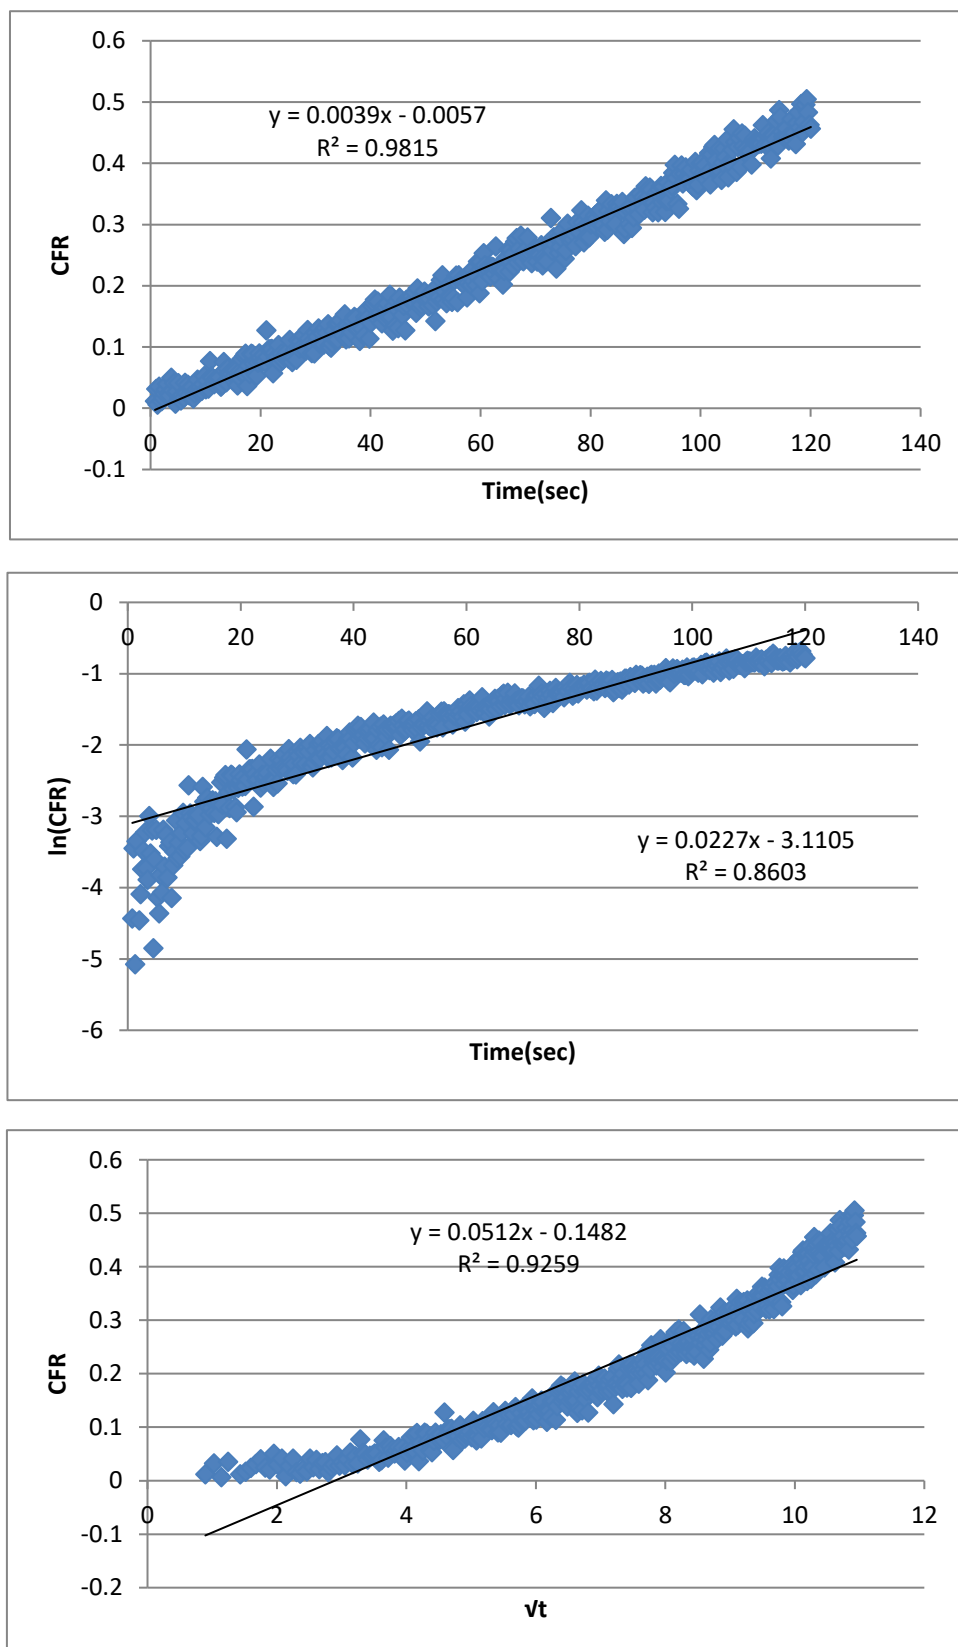 0.6
0.5
0.4
0.3
0.2
0.1
0
-0.1
CFR
y = 0.0039x - 0.0057
R² = 0.9815
0 20 40 60 80 100 120 140
Time(sec)
0
-1
-2
-3
-4
-5
-6
ln(CFR)
0 20 40 60 80 100 120 140
y = 0.0227x - 3.1105
R² = 0.8603
Time(sec)
0.6
0.5
0.4
0.3
0.2
0.1
0
-0.1
-0.2
CFR
y = 0.0512x - 0.1482
R² = 0.9259
0 2 4 6 8 10 12
√t